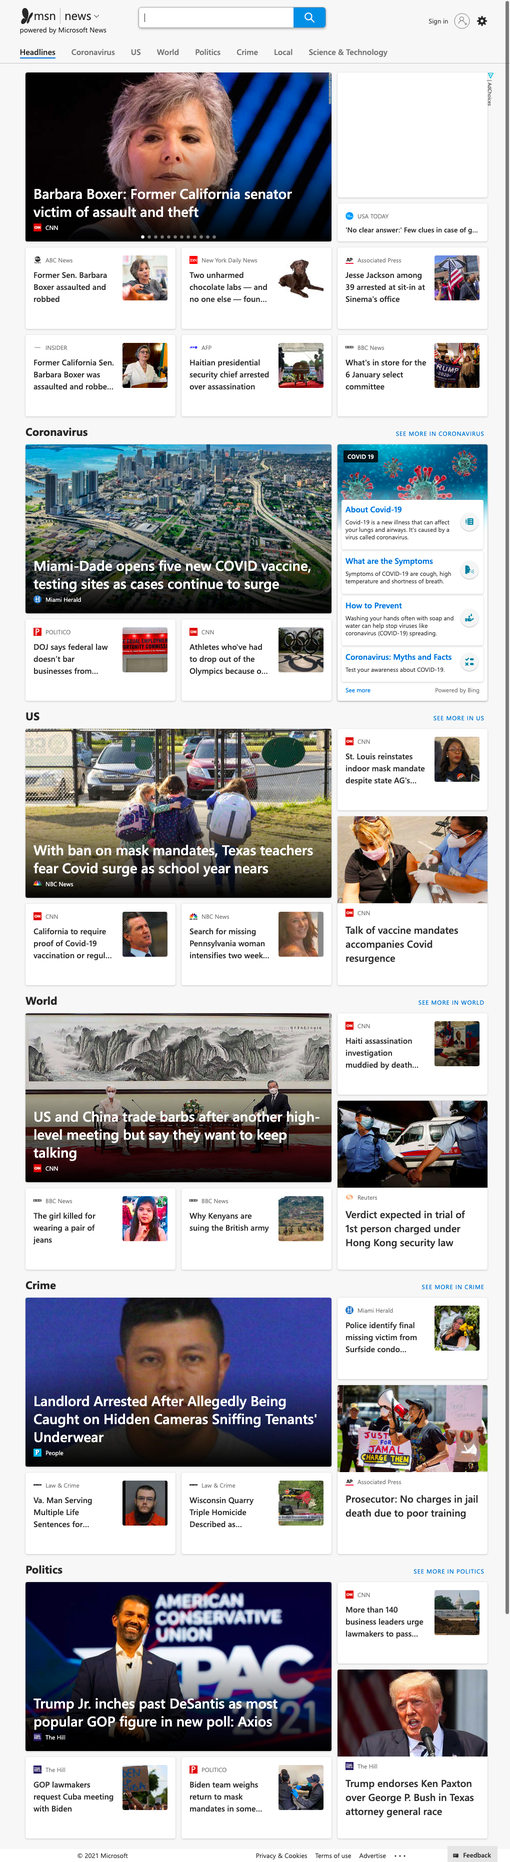 msn | news
powered by Microsoft News
Sign in
Headlines Coronavirus US World Politics Crime Local Science & Technology
Barbara Boxer: Former California senator
victim of assault and theft
CNN
AdChoices
USA TODAY
'No clear answer:' Few clues in case of g...
ABC News
Former Sen. Barbara
Boxer assaulted and
robbed
New York Daily News
Two unharmed
chocolate labs — and
no one else — foun...
Associated Press
Jesse Jackson among
39 arrested at sit-in at
Sinema's office
INSIDER
Former California Sen.
Barbara Boxer was
assaulted and robbe...
AFP
Haitian presidential
security chief arrested
over assassination
BBC News
What's in store for the
6 January select
committee
TRUMP
Coronavirus
SEE MORE IN CORONAVIRUS
Miami-Dade opens five new COVID vaccine,
testing sites as cases continue to surge
Miami Herald
COVID 19
About Covid-19
Covid-19 is a new illness that can affect
your lungs and airways. It's caused by a
virus called coronavirus.
What are the Symptoms
Symptoms of COVID-19 are cough, high
temperature and shortness of breath.
How to Prevent
Washing your hands often with soap and
water can help stop viruses like
coronavirus (COVID-19) spreading.
Coronavirus: Myths and Facts
Test your awareness about COVID-19.
See more
Powered by Bing
POLITICO
DOJ says federal law
doesn't bar
businesses from...
CNN
Athletes who've had
to drop out of the
Olympics because o...
US
SEE MORE IN US
With ban on mask mandates, Texas teachers
fear Covid surge as school year nears
NBC News
CNN
St. Louis reinstates
indoor mask mandate
despite state AG's...
CNN
Talk of vaccine mandates
accompanies Covid
resurgence
CNN
California to require
proof of Covid-19
vaccination or regul...
NBC News
Search for missing
Pennsylvania woman
intensifies two week...
World
SEE MORE IN WORLD
US and China trade barbs after another high-
level meeting but say they want to keep
talking
CNN
CNN
Haiti assassination
investigation
muddied by death...
Reuters
Verdict expected in trial of
1st person charged under
Hong Kong security law
BBC News
The girl killed for
wearing a pair of
jeans
BBC News
Why Kenyans are
suing the British army
Crime
SEE MORE IN CRIME
Landlord Arrested After Allegedly Being
Caught on Hidden Cameras Sniffing Tenants'
Underwear
People
Miami Herald
Police identify final
missing victim from
Surfside condo...
JUST
FOR
JAMAL
CHARGE THEM
Associated Press
Prosecutor: No charges in jail
death due to poor training
Law & Crime
Va. Man Serving
Multiple Life
Sentences for...
Law & Crime
Wisconsin Quarry
Triple Homicide
Described as...
Politics
SEE MORE IN POLITICS
AMERICAN
CONSERVATIVE
UNION
PAC
2021
Trump Jr. inches past DeSantis as most
popular GOP figure in new poll: Axios
The Hill
CNN
More than 140
business leaders urge
lawmakers to pass...
The Hill
Trump endorses Ken Paxton
over George P. Bush in Texas
attorney general race
The Hill
GOP lawmakers
request Cuba meeting
with Biden
POLITICO
Biden team weighs
return to mask
mandates in some...
© 2021 Microsoft
Privacy & Cookies Terms of use Advertise
Feedback